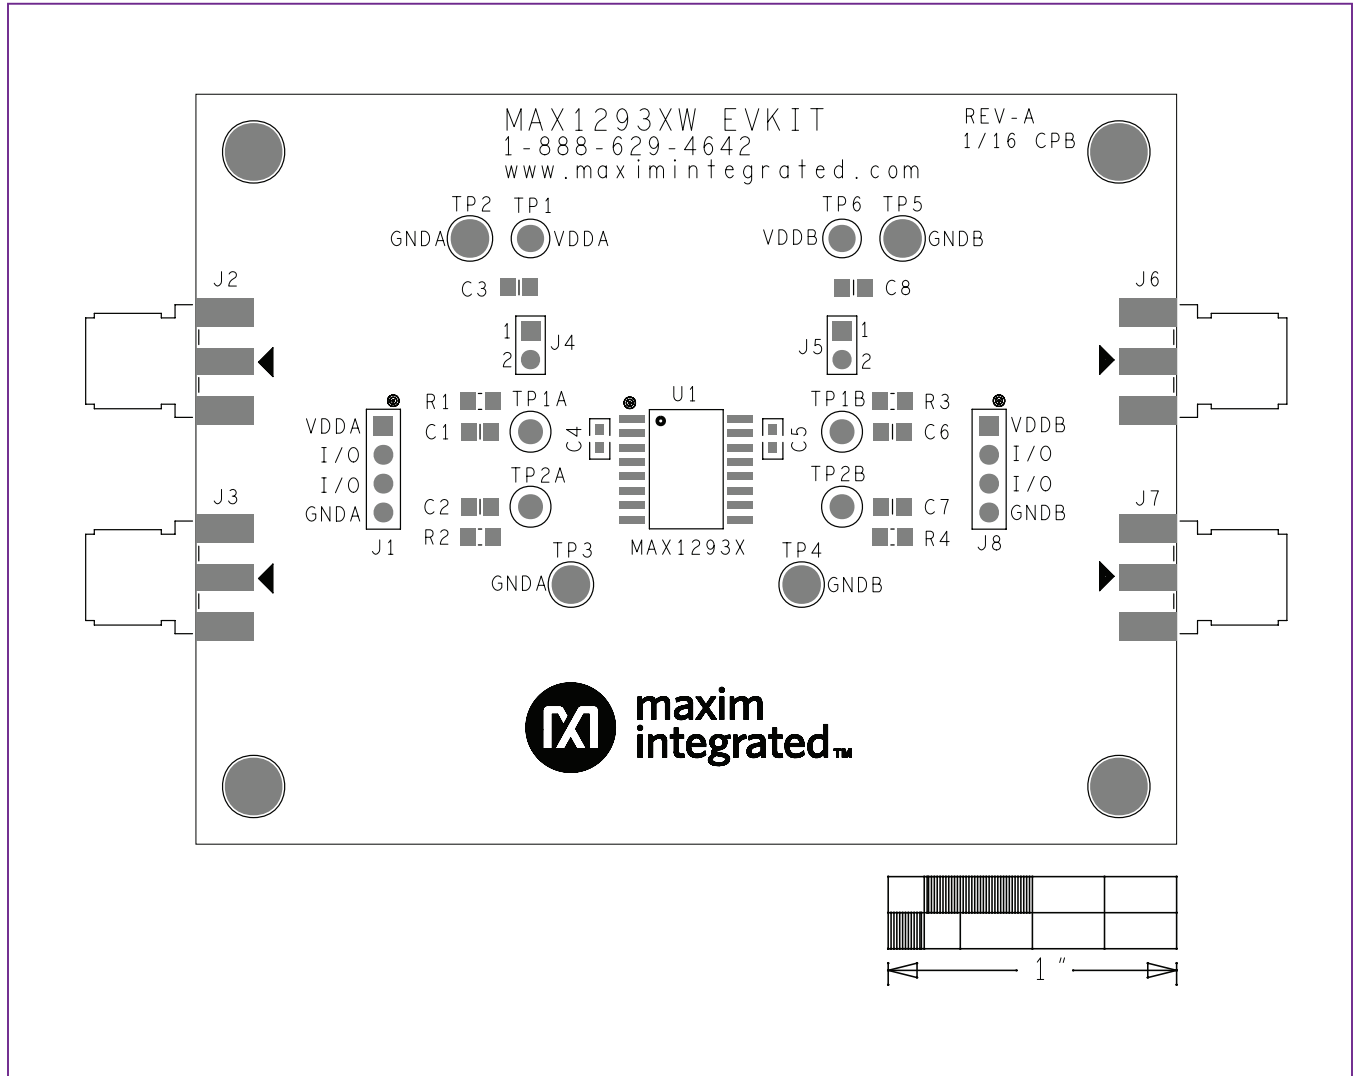 MAX1293XW EVKIT
1-888-629-4642
www.maximintegrated.com
REV-A
1/16 CPB
TP2
TP1
TP6
TP5
GNDA
VDDA
VDDB
GNDB
J2
C3
C8
J6
1
J4
2
J5
1
2
R1
TP1A
U1
TP1B
R3
VDDA
C1
C4
C5
C6
VDDB
I/O
I/O
TP2A
TP2B
I/O
I/O
J3
C2
C7
J7
GNDA
GNDB
R2
R4
J1
J8
MAX1293X
TP3
TP4
GNDA
GNDB
maxim
integrated™
1"